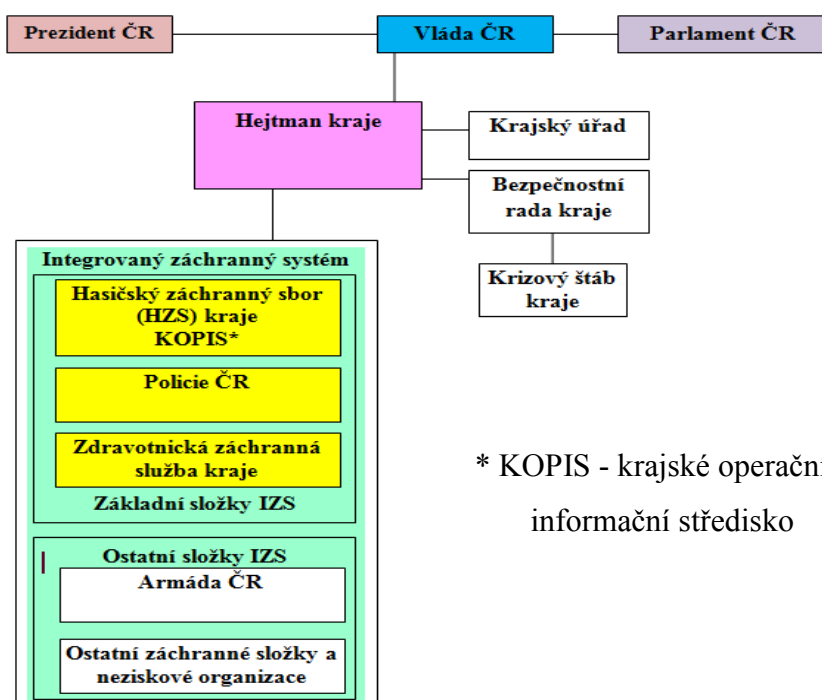 Prezident ČR
Vláda ČR
Parlament ČR
Hejtman kraje
Krajský úřad
Bezpečnostní
rada kraje
Krizový štáb
kraje
Integrovaný záchranný systém
Hasičský záchranný sbor
(HZS) kraje
KOPIS*
Policie ČR
Zdravotnická záchranná
služba kraje
Základní složky IZS
Ostatní složky IZS
Armáda ČR
Ostatní záchranné složky a
neziskové organizace
* KOPIS - krajské operační
informační středisko